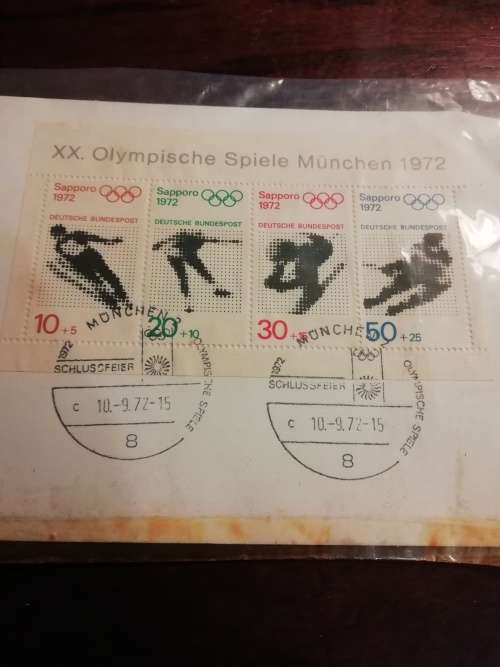 XX. Olympische Spiele München 1972
Sapporo 1972
DEUTSCHE BUNDESPOST
10 +5
Sapporo 1972
DEUTSCHE BUNDESPOST
20 +10
Sapporo 1972
DEUTSCHE BUNDESPOST
30
Sapporo 1972
DEUTSCHE BUNDESPOST
50 +25
MÜNCHEN
1972
OLYMPISCHE SPIELE
SCHLUSSFEIER
c 10.-9.72-15
8
MÜNCHEN
1972
OLYMPISCHE SPIELE
SCHLUSSFEIER
c 10.-9.72-15
8